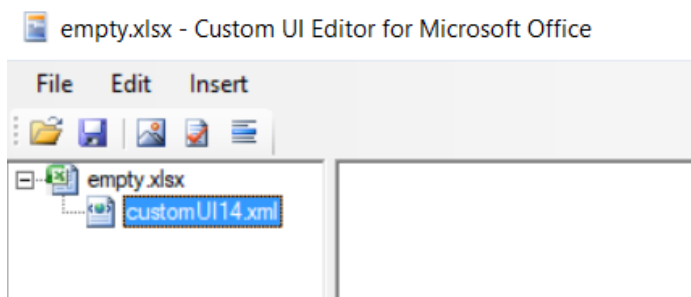 empty.xlsx - Custom UI Editor for Microsoft Office
File Edit Insert
empty.xlsx
customUI14.xml